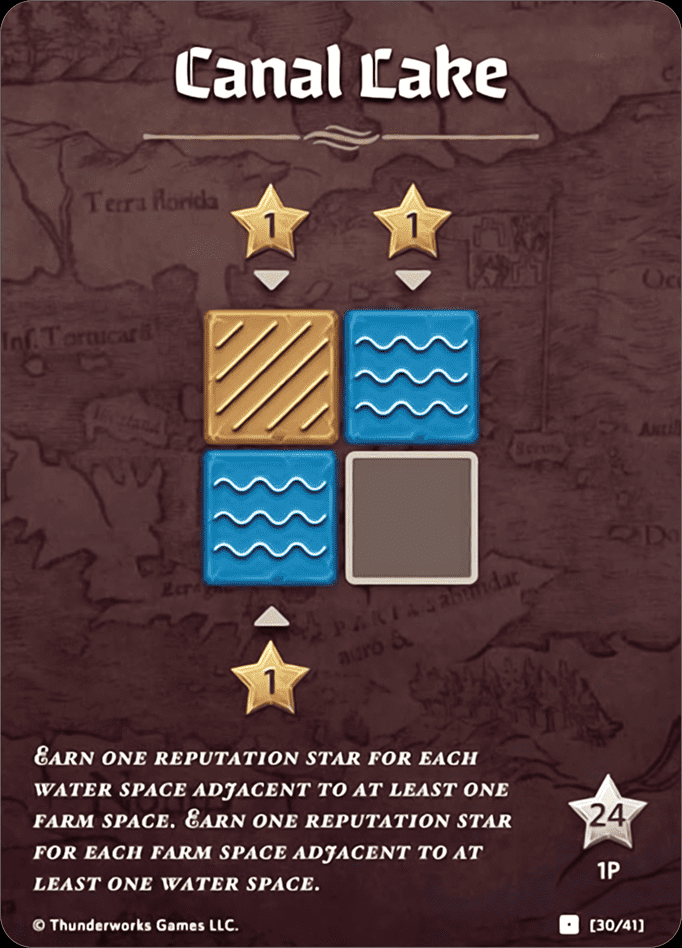 Canal Lake
Terra florida
1 1
Earn one reputation star for each
water space adjacent to at least one
farm space. Earn one reputation star
for each farm space adjacent to at
least one water space.
1
24
1P
© Thunderworks Games LLC.
[30/41]